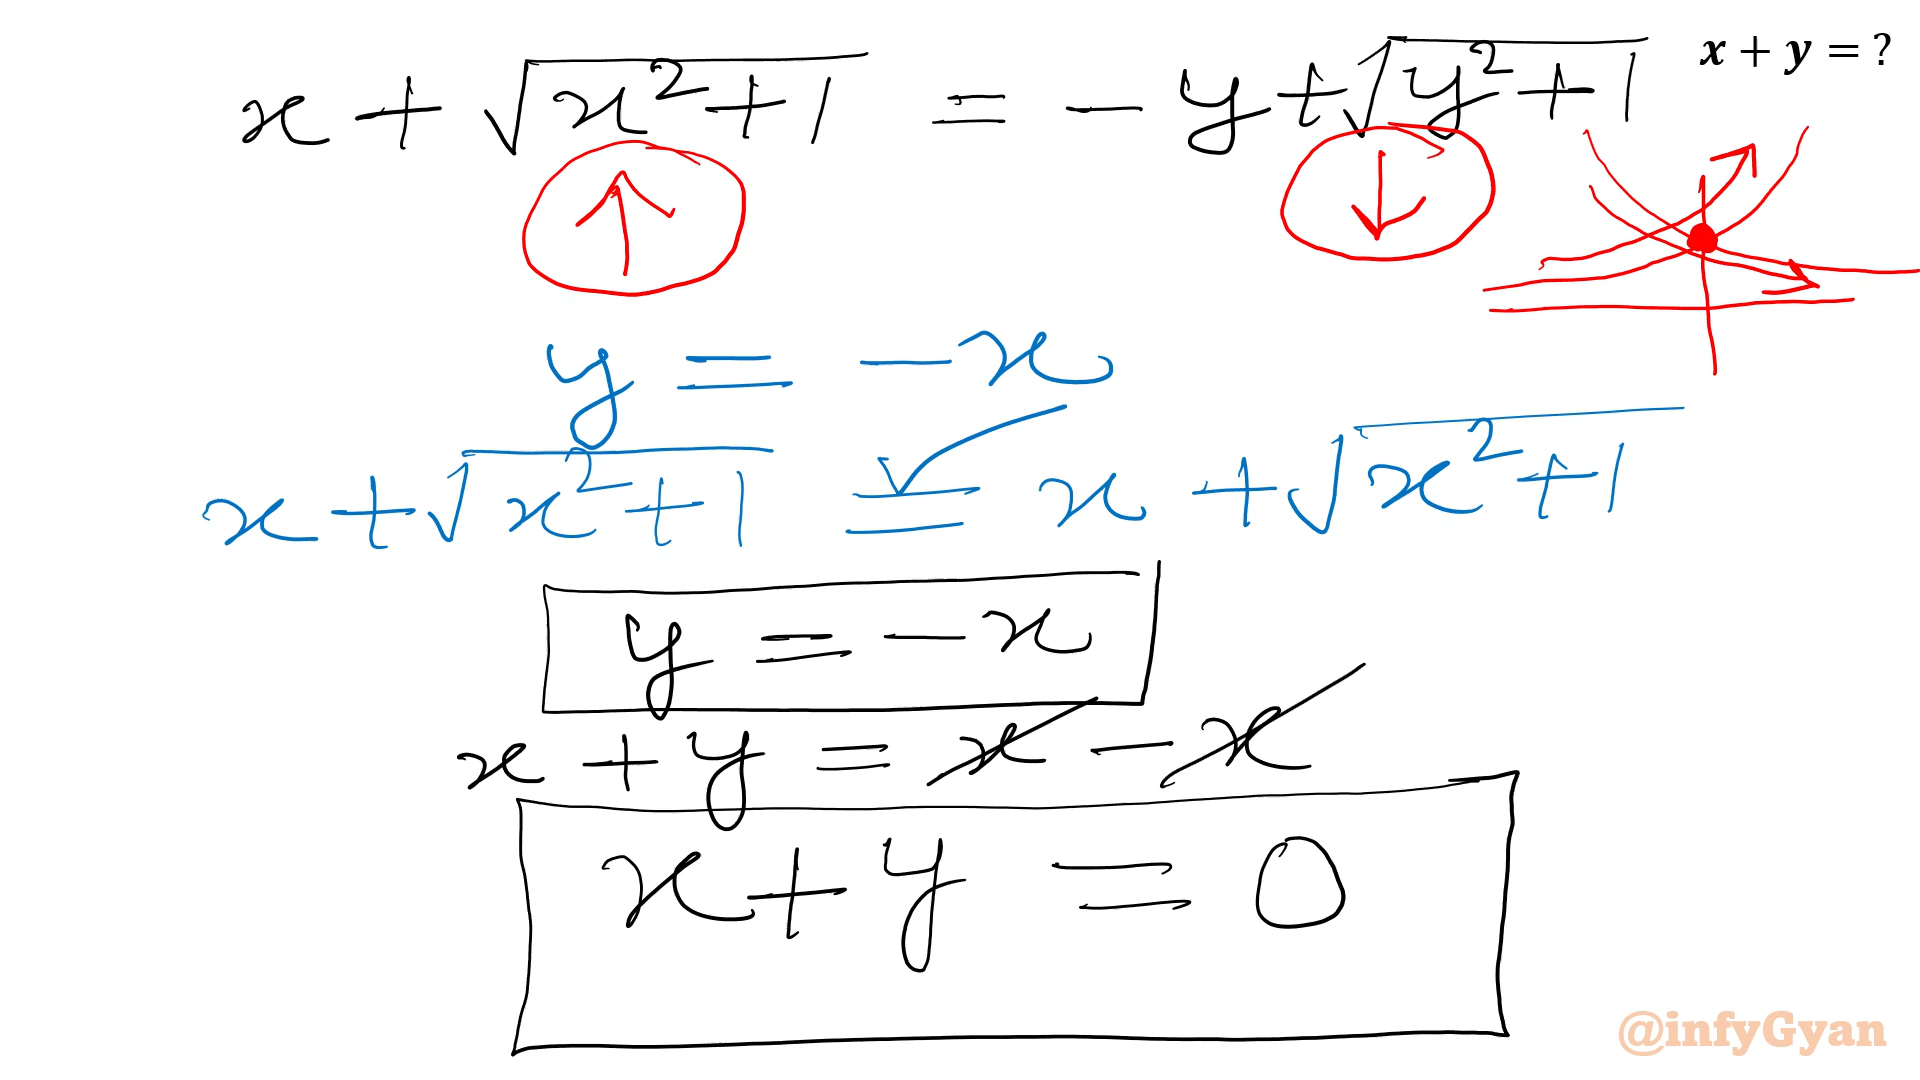 x + √(x² + 1) = - y + √(y² + 1)
x + y = ?
y = - x
x + √(x² + 1) = x + √(x² + 1)
y = - x
x + y = x - x
x + y = 0
@infyGyan